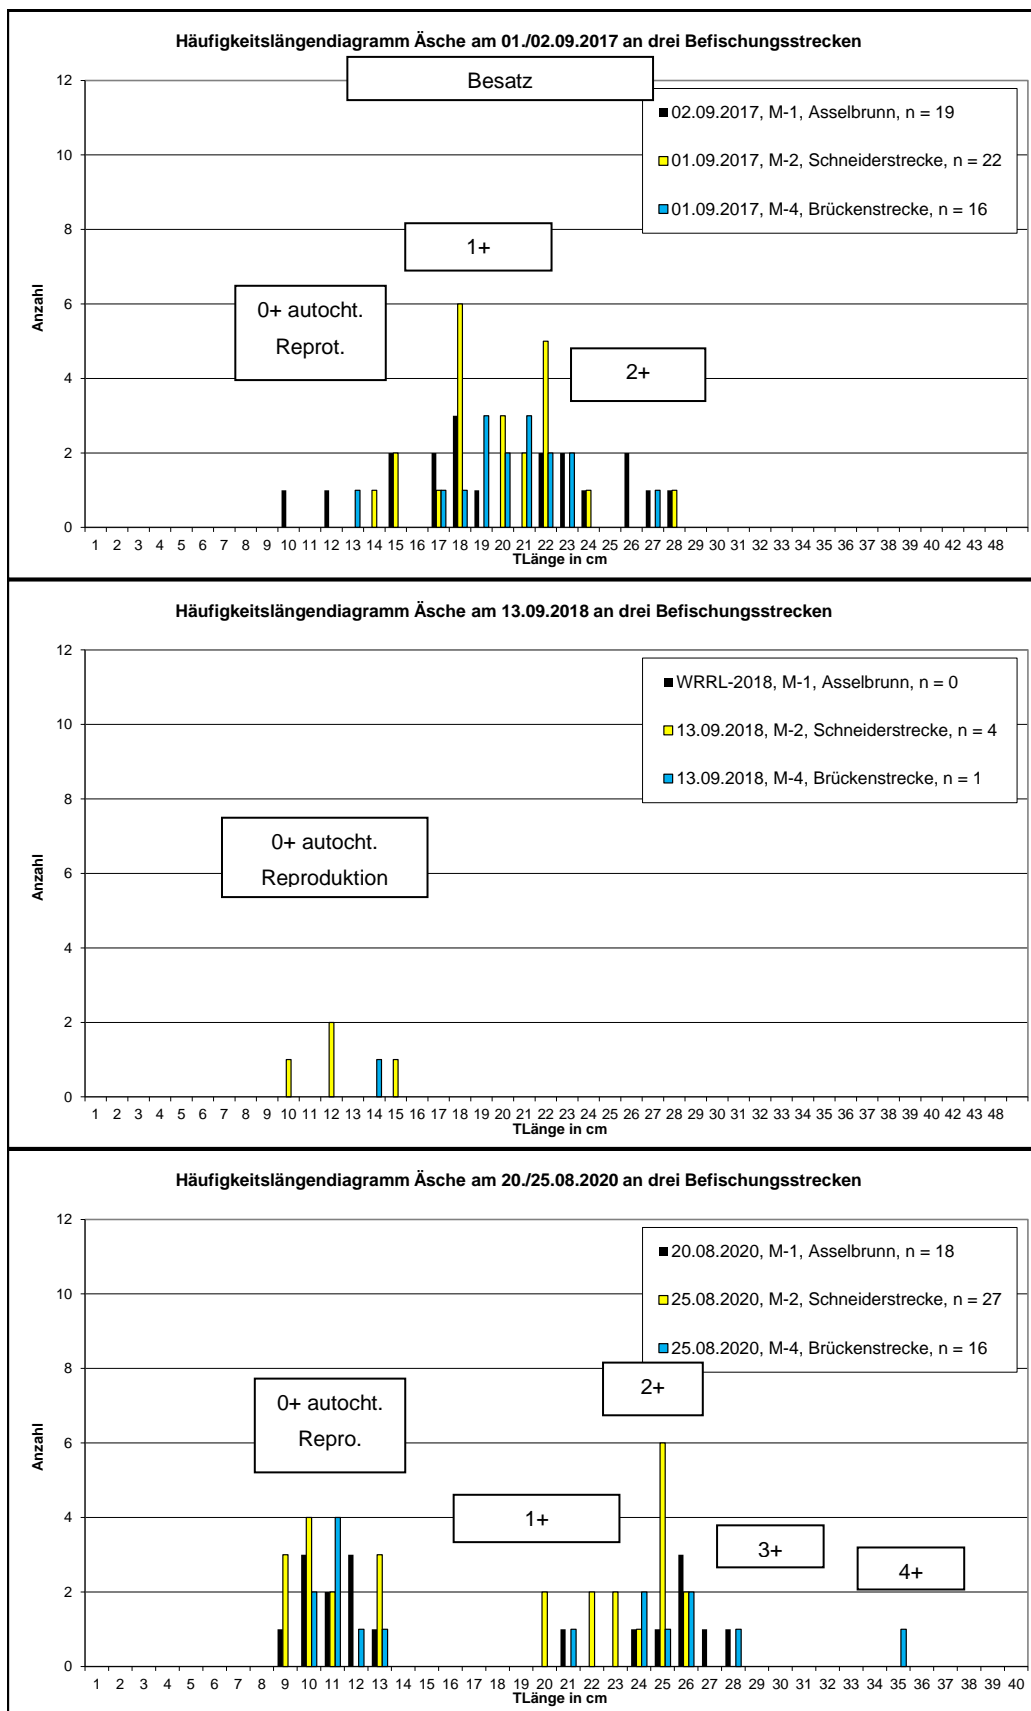 Häufigkeitslängendiagramm Äsche am 01./02.09.2017 an drei Befischungsstrecken
Besatz
02.09.2017, M-1, Asselbrunn, n = 19
01.09.2017, M-2, Schneiderstrecke, n = 22
01.09.2017, M-4, Brückenstrecke, n = 16
1+
0+ autocht.
Reprot.
2+
Anzahl
12
10
8
6
4
2
0
1 2 3 4 5 6 7 8 9 10 11 12 13 14 15 17 18 19 20 21 22 23 24 25 26 27 28 29 30 31 32 33 34 35 36 37 38 39 40 42 43 48
TLänge in cm
Häufigkeitslängendiagramm Äsche am 13.09.2018 an drei Befischungsstrecken
WRRL-2018, M-1, Asselbrunn, n = 0
13.09.2018, M-2, Schneiderstrecke, n = 4
13.09.2018, M-4, Brückenstrecke, n = 1
0+ autocht.
Reproduktion
Anzahl
12
10
8
6
4
2
0
1 2 3 4 5 6 7 8 9 10 11 12 13 14 15 17 18 19 20 21 22 23 24 25 26 27 28 29 30 31 32 33 34 35 36 37 38 39 40 42 43 48
TLänge in cm
Häufigkeitslängendiagramm Äsche am 20./25.08.2020 an drei Befischungsstrecken
20.08.2020, M-1, Asselbrunn, n = 18
25.08.2020, M-2, Schneiderstrecke, n = 27
25.08.2020, M-4, Brückenstrecke, n = 16
2+
0+ autocht.
Repro.
1+
3+
4+
Anzahl
12
10
8
6
4
2
0
1 2 3 4 5 6 7 8 9 10 11 12 13 14 15 16 17 18 19 20 21 22 23 24 25 26 27 28 29 30 31 32 33 34 35 36 37 38 39 40
TLänge in cm